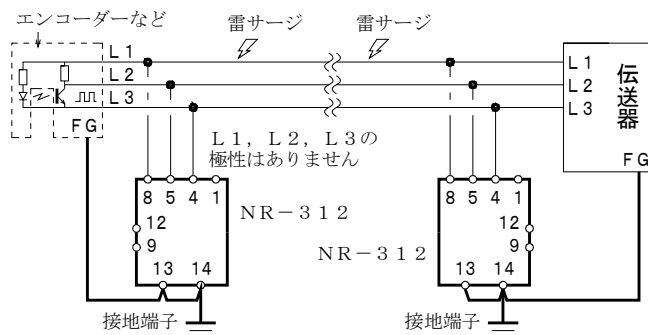 エンコーダーなど
雷サージ
雷サージ
L1
L2
L3
FG
L1
L2
L3
伝送器
FG
L1,L2,L3の
極性はありません
8 5 4 1
12
9
13 14
NR-312
接地端子
NR-312
8 5 4 1
12
9
13 14
接地端子